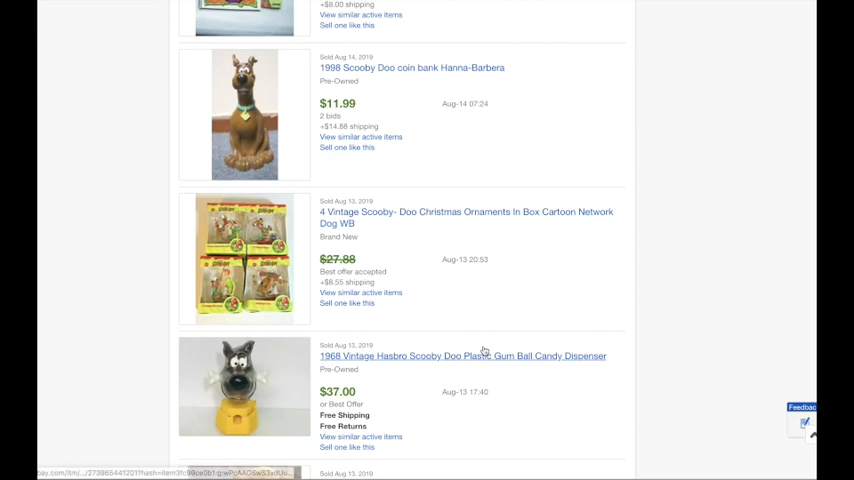 +$8.00 shipping
View similar active items
Sell one like this
Sold Aug 14, 2019
1998 Scooby Doo coin bank Hanna-Barbera
Pre-Owned
$11.99 Aug-14 07:24
2 bids
+$14.88 shipping
View similar active items
Sell one like this
Sold Aug 13, 2019
4 Vintage Scooby- Doo Christmas Ornaments In Box Cartoon Network
Dog WB
Brand New
$27.88 Aug-13 20:53
Best offer accepted
+$8.55 shipping
View similar active items
Sell one like this
Sold Aug 13, 2019
1968 Vintage Hasbro Scooby Doo Plastic Gum Ball Candy Dispenser
Pre-Owned
$37.00 Aug-13 17:40
or Best Offer
Free Shipping
Free Returns
View similar active items
Sell one like this
Feedbac
Sold Aug 13, 2019